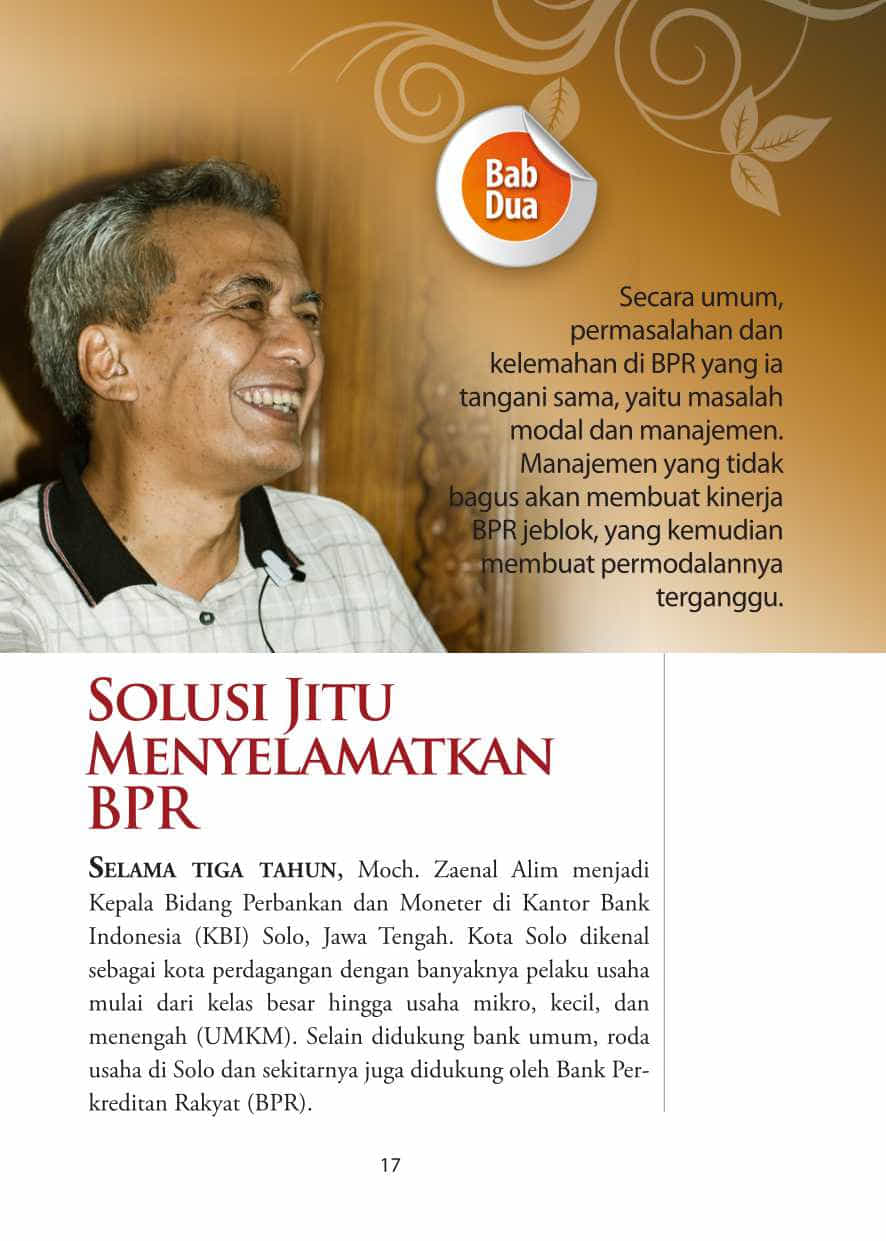 Bab
Dua
Secara umum,
permasalahan dan
kelemahan di BPR yang ia
tangani sama, yaitu masalah
modal dan manajemen.
Manajemen yang tidak
bagus akan membuat kinerja
BPR jeblok, yang kemudian
membuat permodalannya
terganggu.
SOLUSI JITU
MENYELAMATKAN
BPR
SELAMA TIGA TAHUN, Moch. Zaenal Alim menjadi
Kepala Bidang Perbankan dan Moneter di Kantor Bank
Indonesia (KBI) Solo, Jawa Tengah. Kota Solo dikenal
sebagai kota perdagangan dengan banyaknya pelaku usaha
mulai dari kelas besar hingga usaha mikro, kecil, dan
menengah (UMKM). Selain didukung bank umum, roda
usaha di Solo dan sekitarnya juga didukung oleh Bank Per-
kreditan Rakyat (BPR).
17